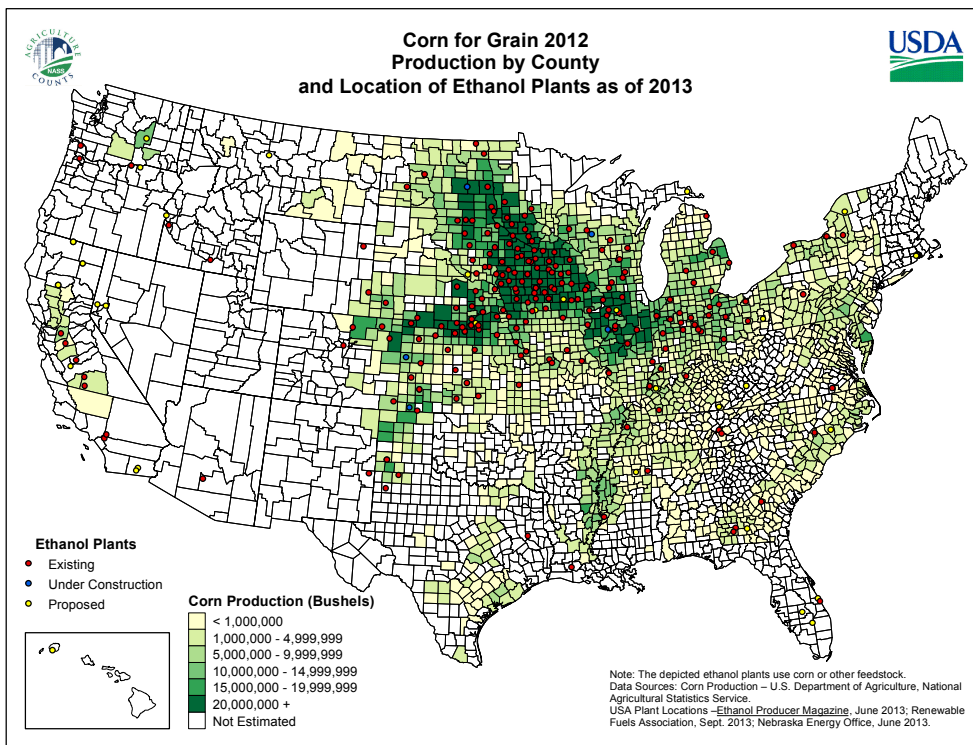 Corn for Grain 2012
Production by County
and Location of Ethanol Plants as of 2013
AGRICULTURE
NASS
COUNTS
USDA
Ethanol Plants
Existing
Under Construction
Proposed
Corn Production (Bushels)
< 1,000,000
1,000,000 - 4,999,999
5,000,000 - 9,999,999
10,000,000 - 14,999,999
15,000,000 - 19,999,999
20,000,000 +
Not Estimated
Note: The depicted ethanol plants use corn or other feedstock.
Data Sources: Corn Production – U.S. Department of Agriculture, National
Agricultural Statistics Service.
USA Plant Locations –Ethanol Producer Magazine, June 2013; Renewable
Fuels Association, Sept. 2013; Nebraska Energy Office, June 2013.